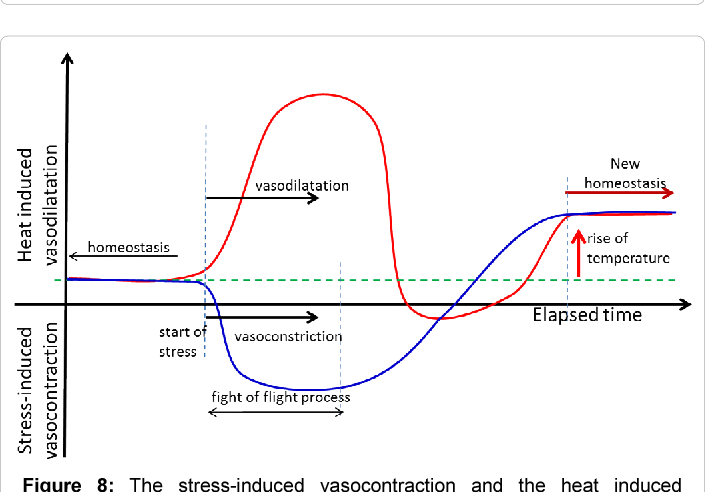 Heat induced
vasodilatation
Stress-induced
vasocontraction
homeostasis
vasodilatation
New
homeostasis
rise of
temperature
Elapsed time
start of
stress
vasoconstriction
fight of flight process
Figure 8: The stress-induced vasocontraction and the heat induced